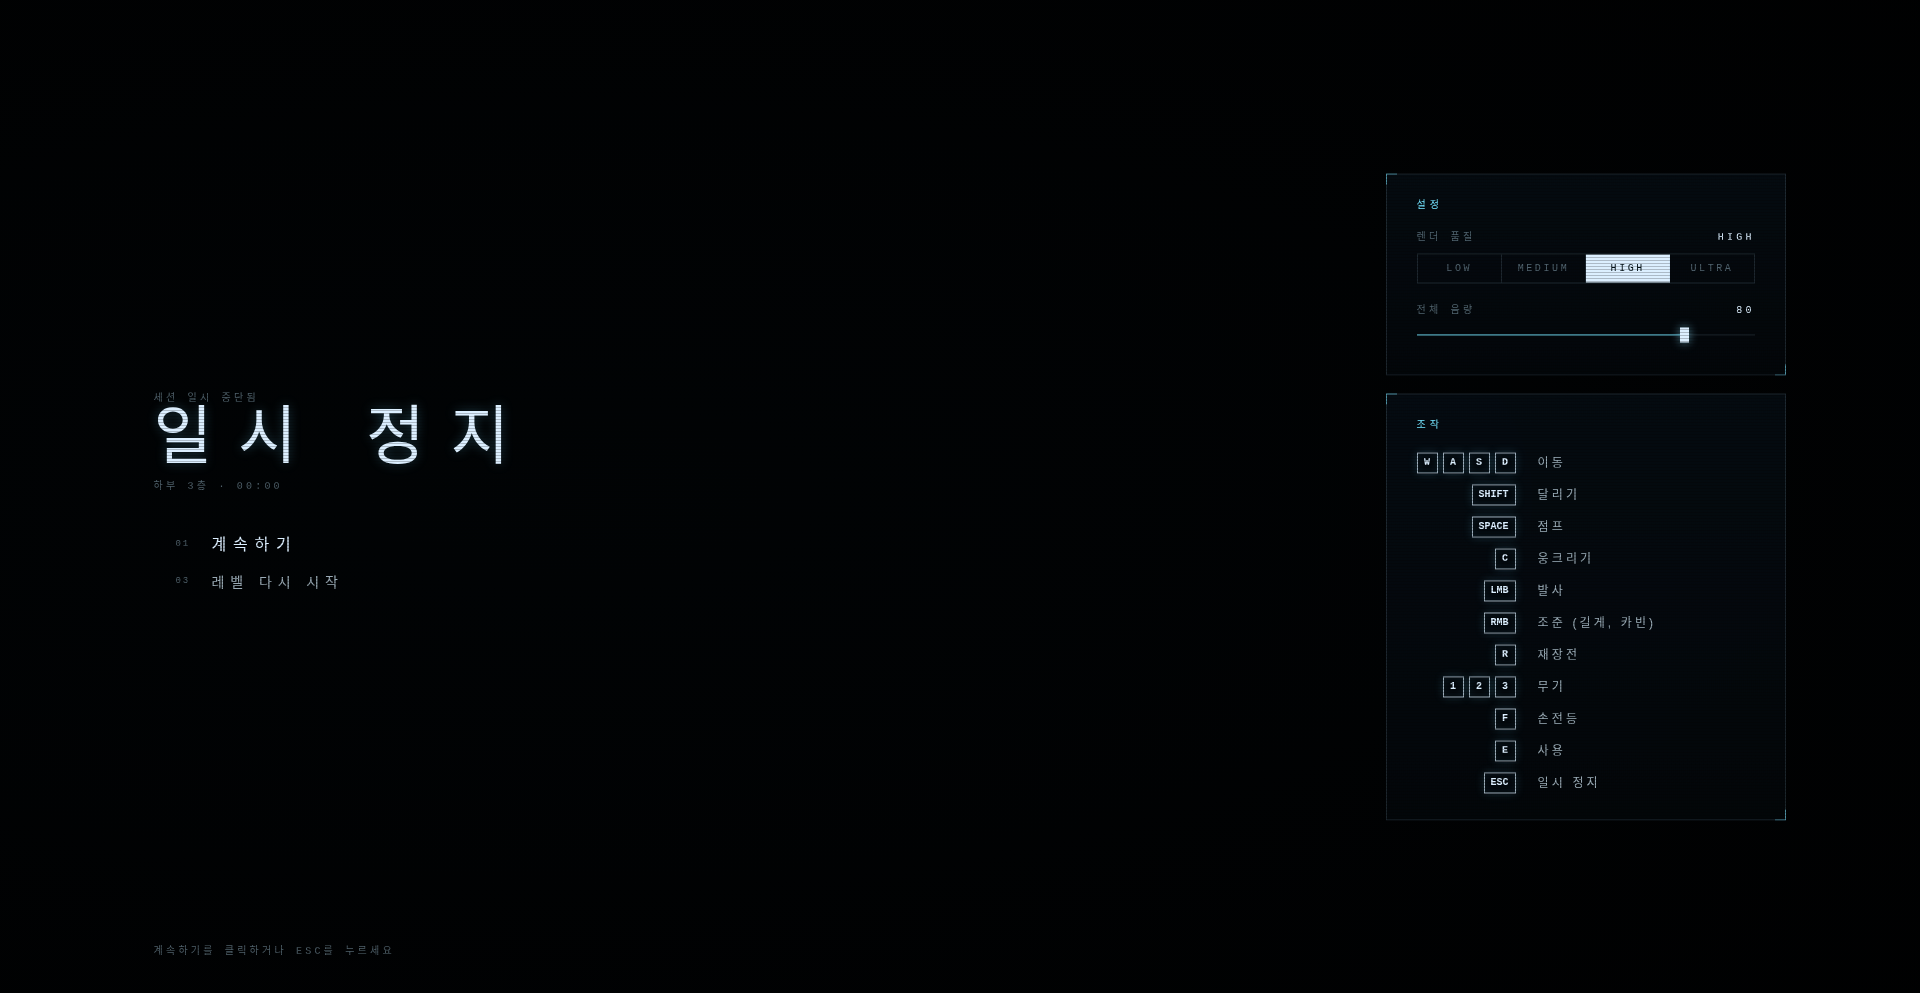 세션 일시 중단됨
일시 정지
하부 3층 · 00:00
01 계속하기
03 레벨 다시 시작
계속하기를 클릭하거나 ESC를 누르세요
설정
렌더 품질 HIGH
LOW MEDIUM HIGH ULTRA
전체 음량 80
조작
W A S D 이동
SHIFT 달리기
SPACE 점프
C 웅크리기
LMB 발사
RMB 조준 (길게, 카빈)
R 재장전
1 2 3 무기
F 손전등
E 사용
ESC 일시 정지